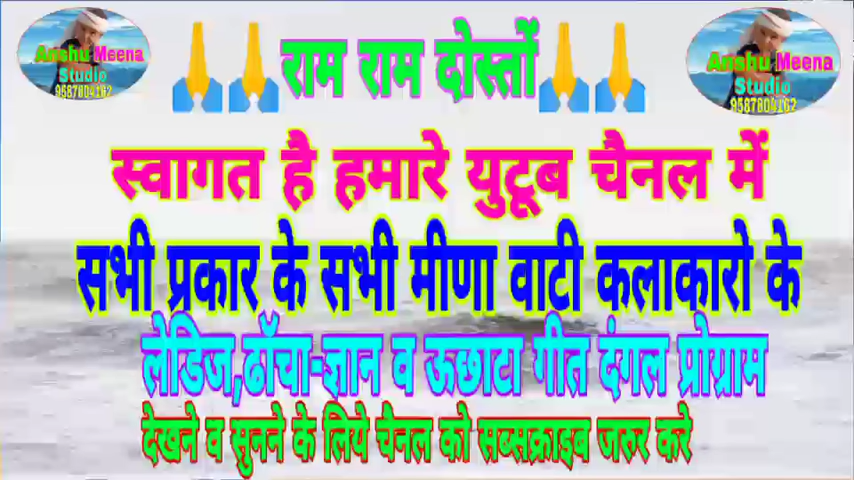 Anshu Meena
Studio
9587804162
🙏🙏राम राम दोस्तों🙏🙏
Anshu Meena
Studio
9587804162
स्वागत है हमारे युटूब चैनल में
सभी प्रकार के सभी मीणा वाटी कलाकारो के
लेडिज,ढाँचा-ज्ञान व ऊछाटा गीत दंगल प्रोग्राम
देखने व सुनने के लिये चैनल को सब्सक्राइब जरुर करे